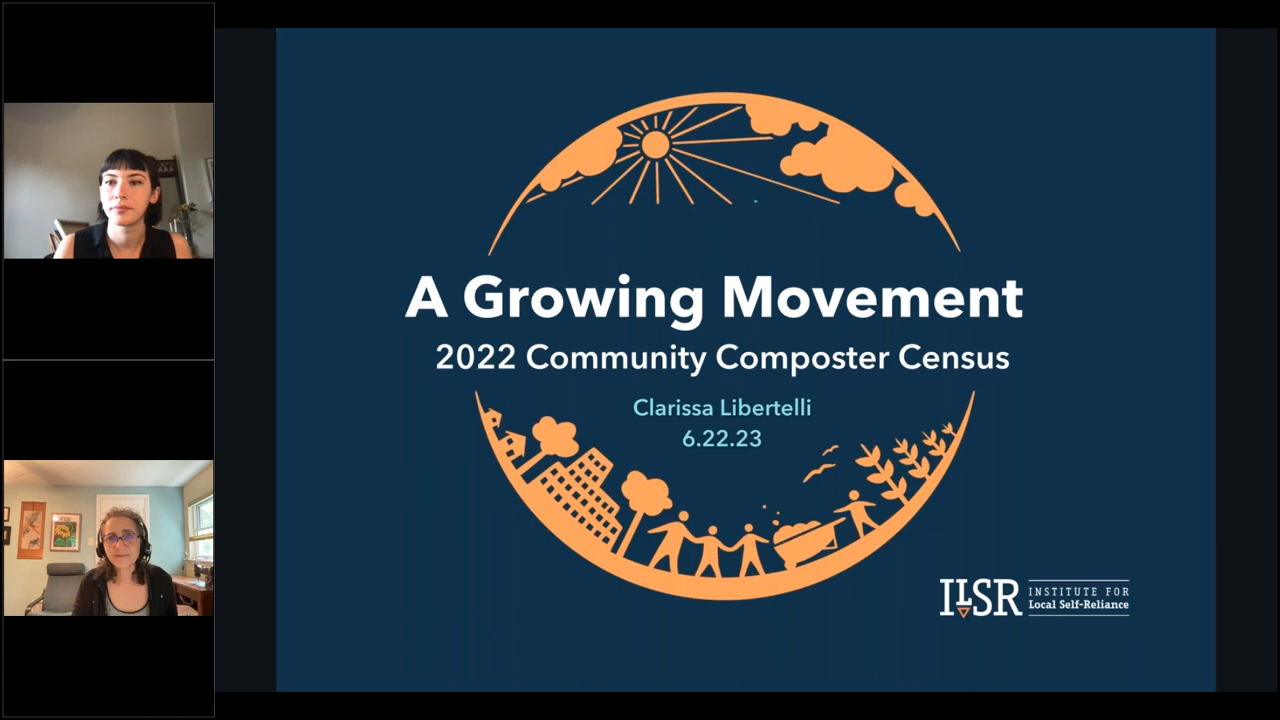 A Growing Movement
2022 Community Composter Census
Clarissa Libertelli
6.22.23
ILSR
INSTITUTE FOR
Local Self-Reliance